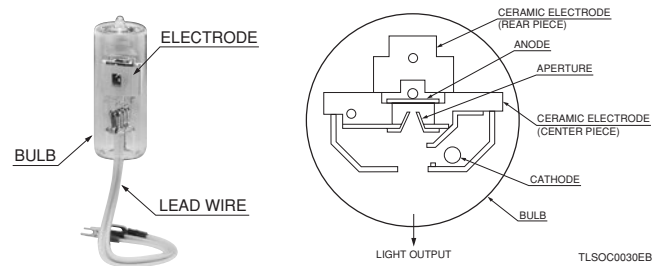 ELECTRODE
BULB
LEAD WIRE
CERAMIC ELECTRODE
(REAR PIECE)
ANODE
APERTURE
CERAMIC ELECTRODE
(CENTER PIECE)
CATHODE
BULB
LIGHT OUTPUT
TLSOC0030EB